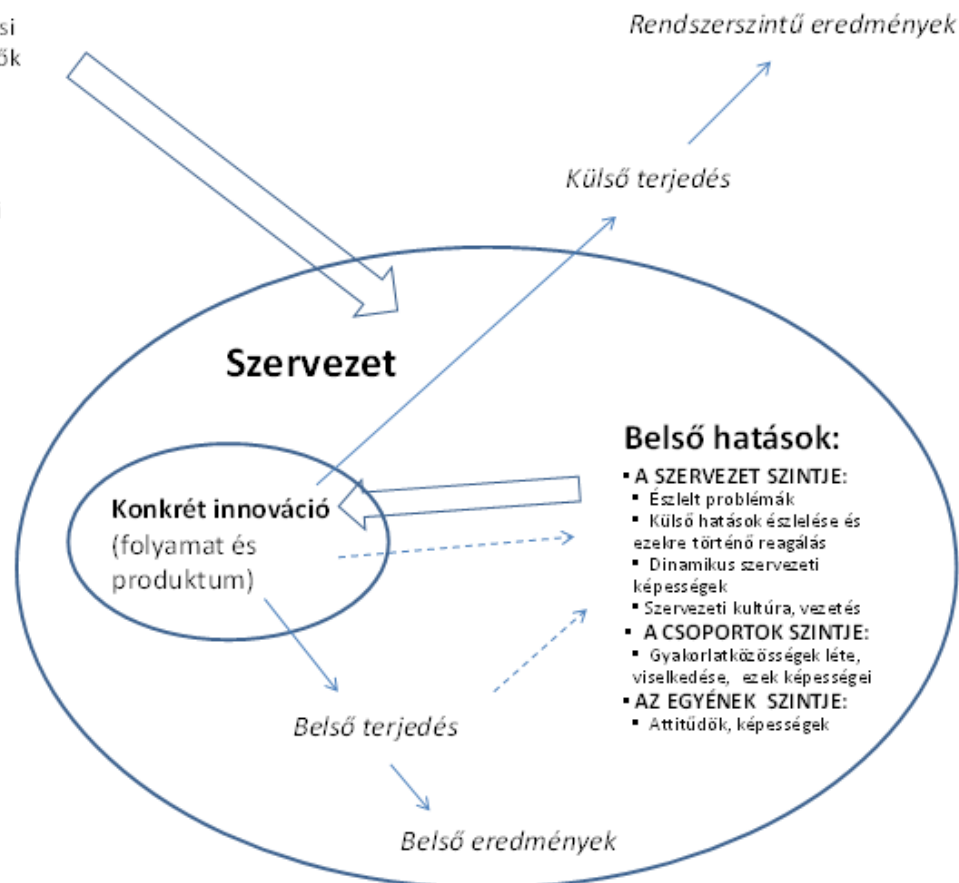 Rendszerszintű eredmények
Külső terjedés
Szervezet
Konkrét innováció
(folyamat és
produktum)
Belső hatások:
▪ A SZERVEZET SZINTJE:
▪ Észlelt problémák
▪ Külső hatások észlelése és
ezekre történő reagálás
▪ Dinamikus szervezeti
képességek
▪ Szervezeti kultúra, vezetés
▪ A CSOPORTOK SZINTJE:
▪ Gyakorlatközösségek léte,
viselkedése, ezek képességei
▪ AZ EGYÉNEK SZINTJE:
▪ Attitűdök, képességek
Belső terjedés
Belső eredmények